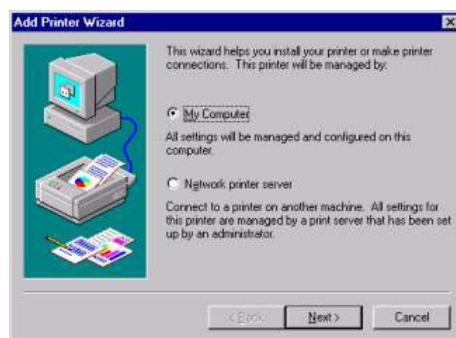 Add Printer Wizard
This wizard helps you install your printer or make printer
connections. This printer will be managed by:
My Computer
All settings will be managed and configured on this
computer.
Network printer server
Connect to a printer on another machine. All settings for
this printer are managed by a print server that has been set
up by an administrator.
< Back
Next >
Cancel